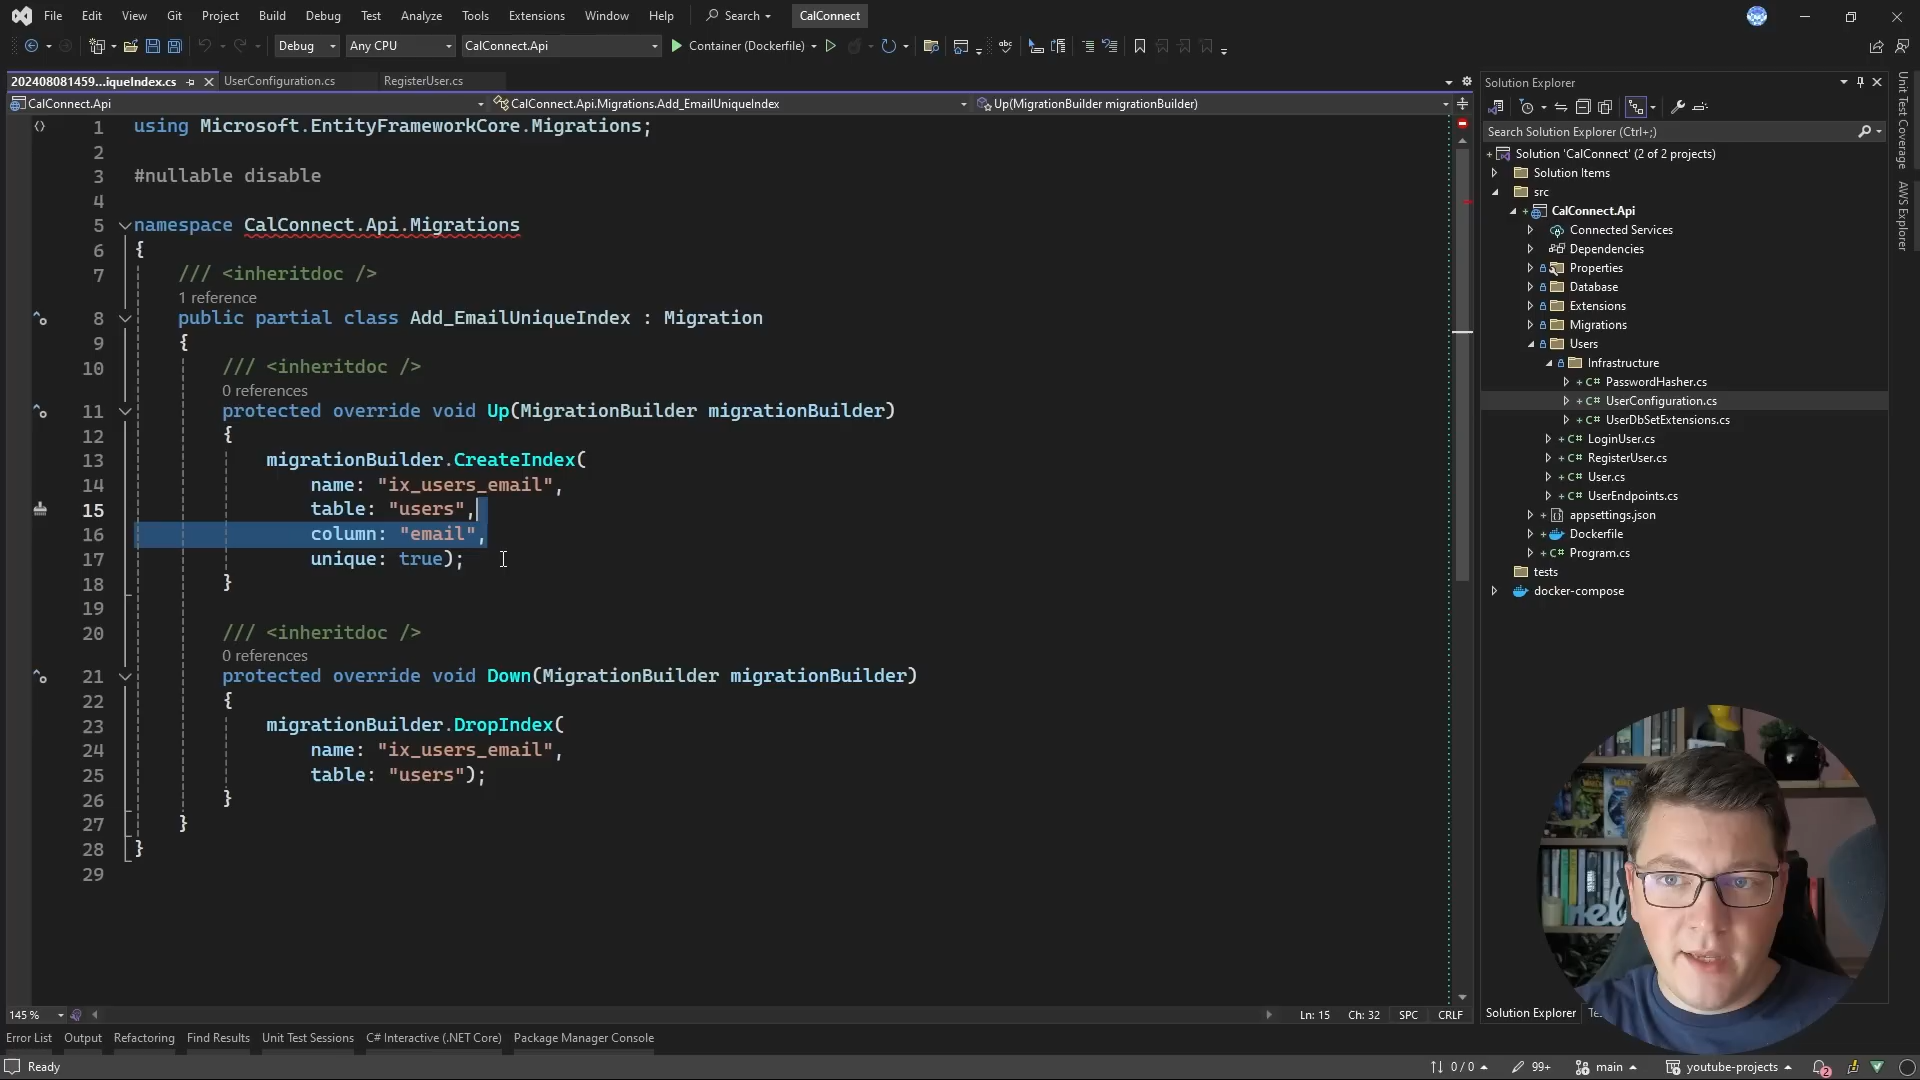 File Edit View Git Project Build Debug Test Analyze Tools Extensions Window Help Search CalConnect
Debug Any CPU CalConnect.Api Container (Dockerfile)
202408081459...iqueIndex.cs UserConfiguration.cs RegisterUser.cs
CalConnect.Api CalConnect.Api.Migrations.Add_EmailUniqueIndex Up(MigrationBuilder migrationBuilder)
1 using Microsoft.EntityFrameworkCore.Migrations;
2
3 #nullable disable
4
5 namespace CalConnect.Api.Migrations
6 {
7 /// <inheritdoc />
1 reference
8 public partial class Add_EmailUniqueIndex : Migration
9 {
10 /// <inheritdoc />
0 references
11 protected override void Up(MigrationBuilder migrationBuilder)
12 {
13 migrationBuilder.CreateIndex(
14 name: "ix_users_email",
15 table: "users",
16 column: "email",
17 unique: true);
18 }
19
20 /// <inheritdoc />
0 references
21 protected override void Down(MigrationBuilder migrationBuilder)
22 {
23 migrationBuilder.DropIndex(
24 name: "ix_users_email",
25 table: "users");
26 }
27 }
28 }
29
145 % Ln: 15 Ch: 32 SPC CRLF
Error List Output Refactoring Find Results Unit Test Sessions C# Interactive (.NET Core) Package Manager Console
Ready 0 / 0 99+ main youtube-projects 2
Solution Explorer
Search Solution Explorer (Ctrl+;)
Solution 'CalConnect' (2 of 2 projects)
Solution Items
src
CalConnect.Api
Connected Services
Dependencies
Properties
Database
Extensions
Migrations
Users
Infrastructure
C# PasswordHasher.cs
C# UserConfiguration.cs
C# UserDbSetExtensions.cs
C# LoginUser.cs
C# RegisterUser.cs
C# User.cs
C# UserEndpoints.cs
appsettings.json
Dockerfile
C# Program.cs
tests
docker-compose
Solution Explorer
Unit Test Coverage
AWS Explorer